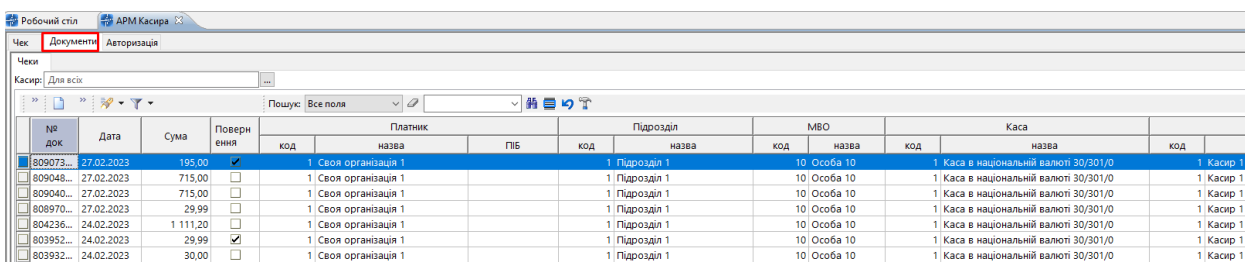 Робочий стіл АРМ Касира
Чек Документи Авторизація
Чеки
Касир: Для всіх ...
Пошук: Все поля
№ док Дата Сума Поверн ення Платник Підрозділ МВО Каса
код назва ПІБ код назва код назва код назва код
809073... 27.02.2023 195,00 1 Своя організація 1 1 Підрозділ 1 10 Особа 10 1 Каса в національній валюті 30/301/0 1 Касир 1
809048... 27.02.2023 715,00 1 Своя організація 1 1 Підрозділ 1 10 Особа 10 1 Каса в національній валюті 30/301/0 1 Касир 1
809040... 27.02.2023 715,00 1 Своя організація 1 1 Підрозділ 1 10 Особа 10 1 Каса в національній валюті 30/301/0 1 Касир 1
808970... 27.02.2023 29,99 1 Своя організація 1 1 Підрозділ 1 10 Особа 10 1 Каса в національній валюті 30/301/0 1 Касир 1
804236... 24.02.2023 1 111,20 1 Своя організація 1 1 Підрозділ 1 10 Особа 10 1 Каса в національній валюті 30/301/0 1 Касир 1
803952... 24.02.2023 29,99 1 Своя організація 1 1 Підрозділ 1 10 Особа 10 1 Каса в національній валюті 30/301/0 1 Касир 1
803932... 24.02.2023 30,00 1 Своя організація 1 1 Підрозділ 1 10 Особа 10 1 Каса в національній валюті 30/301/0 1 Касир 1